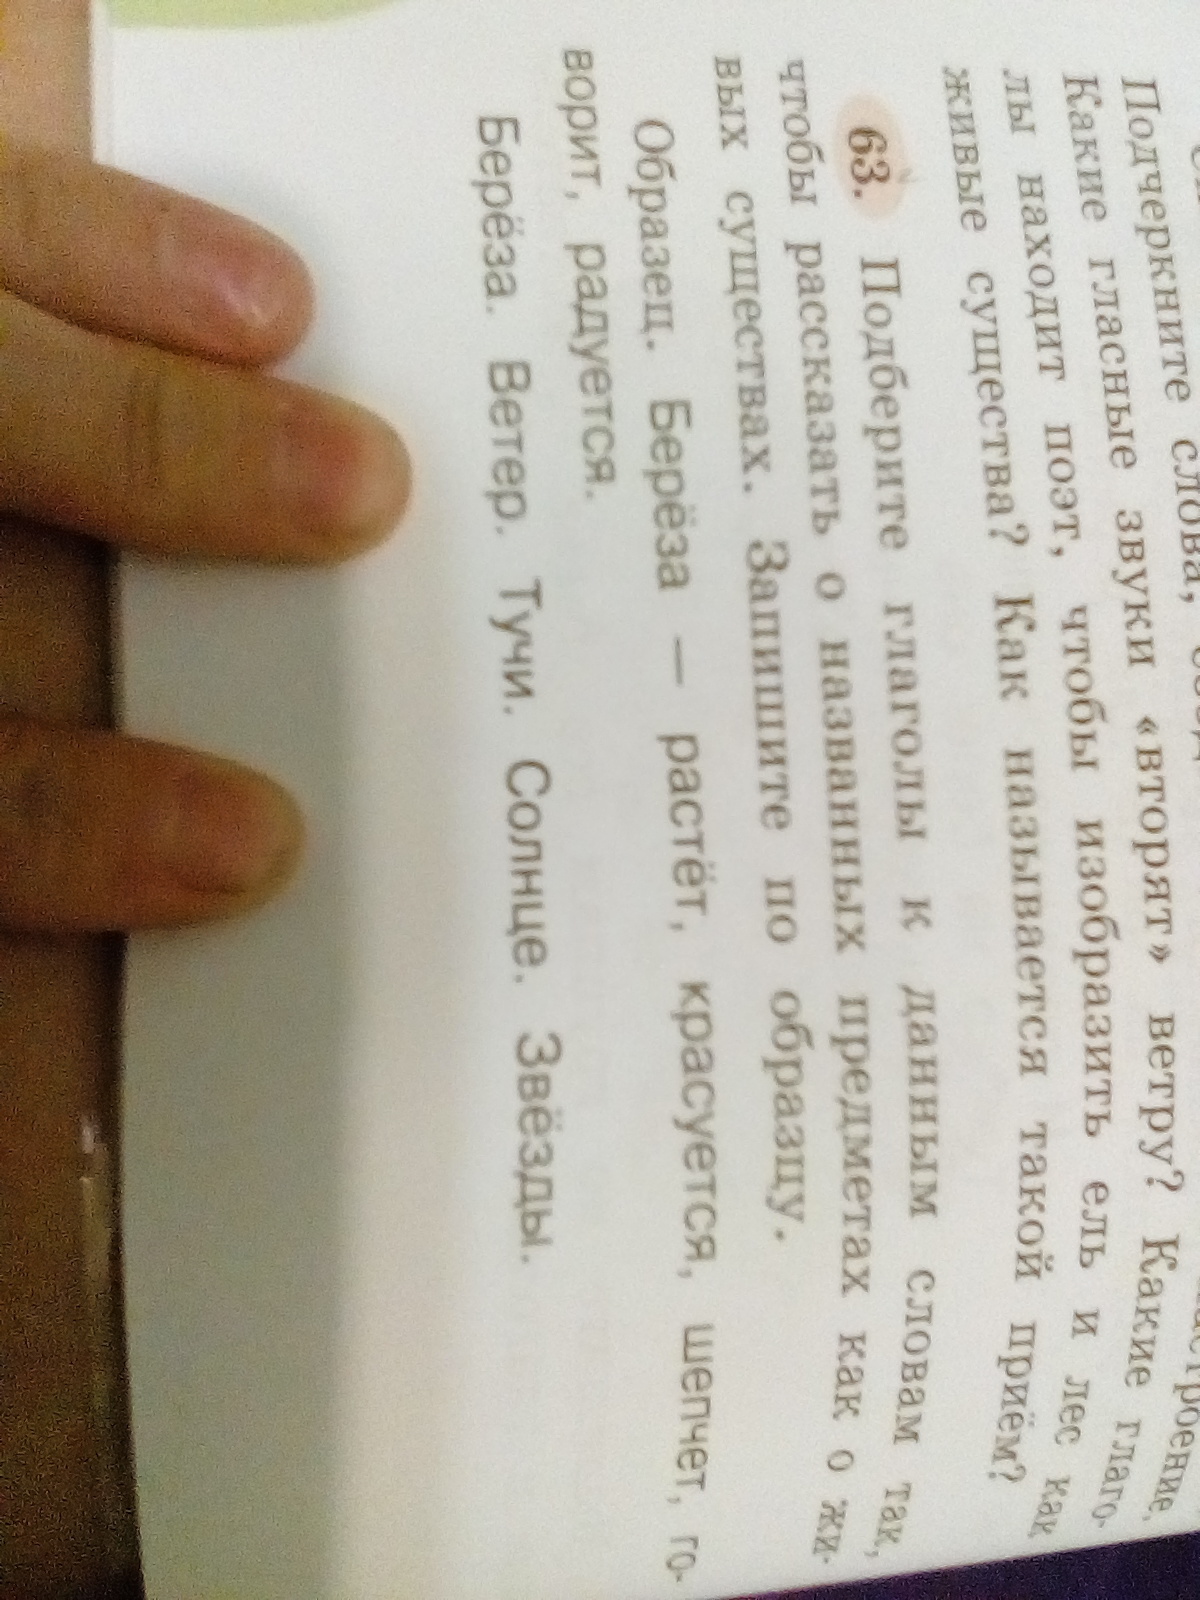 Подчеркните слова,
Какие гласные звуки «вторят» ветру? Какие глаго-
лы находит поэт, чтобы изобразить ель и лес как
живые существа? Как называется такой приём?
63. Подберите глаголы к данным словам так,
чтобы рассказать о названных предметах как о жи-
вых существах. Запишите по образцу.
Образец. Берёза — растёт, красуется, шепчет, го-
ворит, радуется.
Берёза. Ветер. Тучи. Солнце. Звёзды.